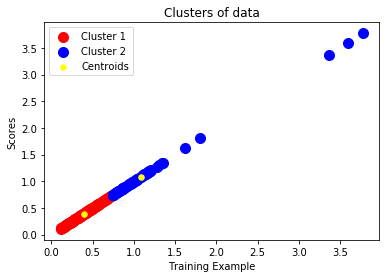 Clusters of data
Cluster 1
Cluster 2
Centroids
Scores
3.5
3.0
2.5
2.0
1.5
1.0
0.5
0.0
0.0 0.5 1.0 1.5 2.0 2.5 3.0 3.5
Training Example